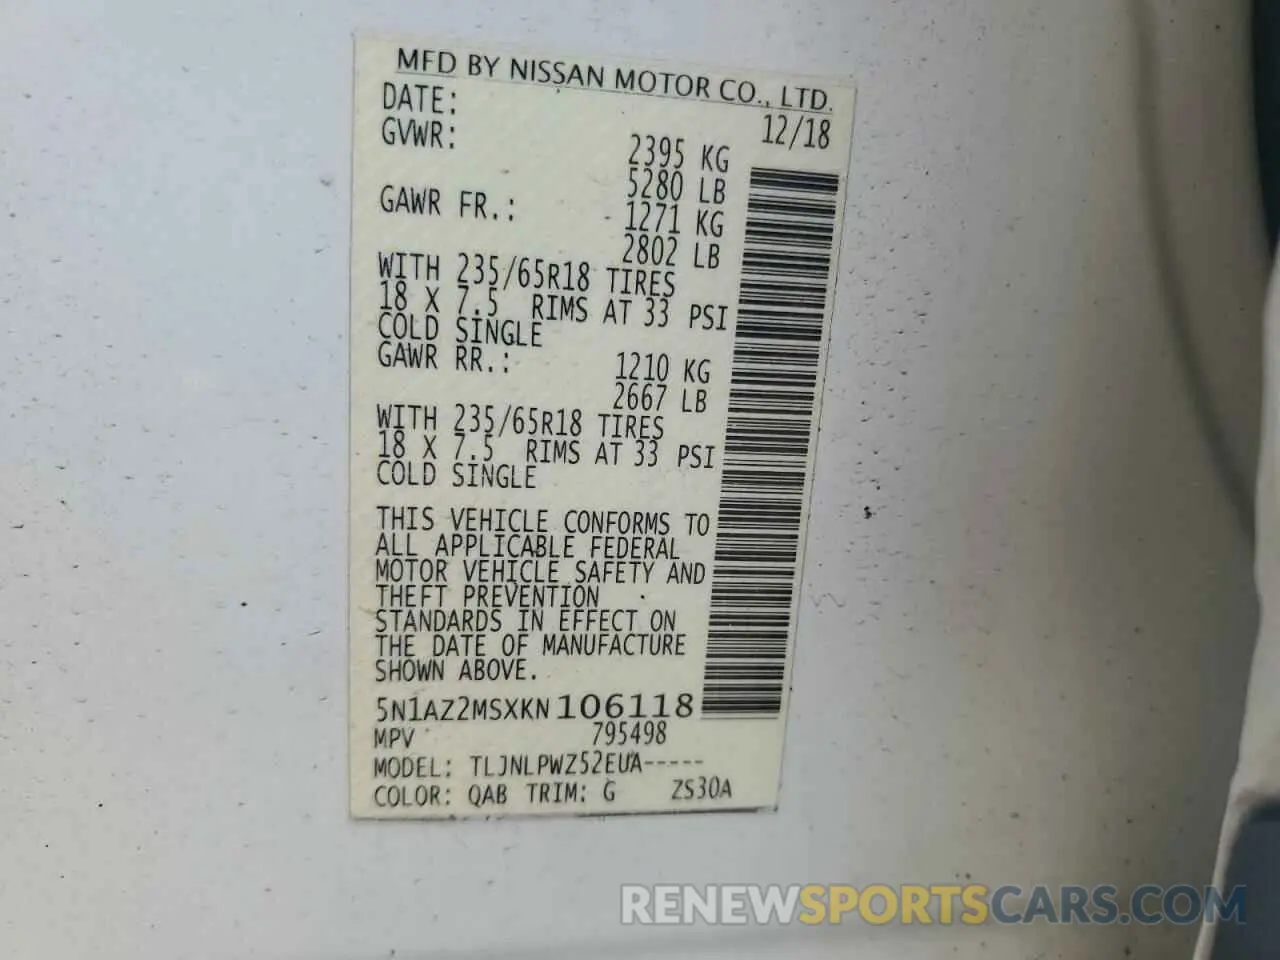 MFD BY NISSAN MOTOR CO., LTD.
DATE: 12/18
GVWR: 2395 KG
5280 LB
GAWR FR.: 1271 KG
2802 LB
WITH 235/65R18 TIRES
18 X 7.5 RIMS AT 33 PSI
COLD SINGLE
GAWR RR.: 1210 KG
2667 LB
WITH 235/65R18 TIRES
18 X 7.5 RIMS AT 33 PSI
COLD SINGLE
THIS VEHICLE CONFORMS TO
ALL APPLICABLE FEDERAL
MOTOR VEHICLE SAFETY AND
THEFT PREVENTION
STANDARDS IN EFFECT ON
THE DATE OF MANUFACTURE
SHOWN ABOVE.
5N1AZ2MSXKN106118
MPV 795498
MODEL: TLJNLPWZ52EUA-----
COLOR: QAB TRIM: G ZS30A
RENEWSPORTSCARS.COM